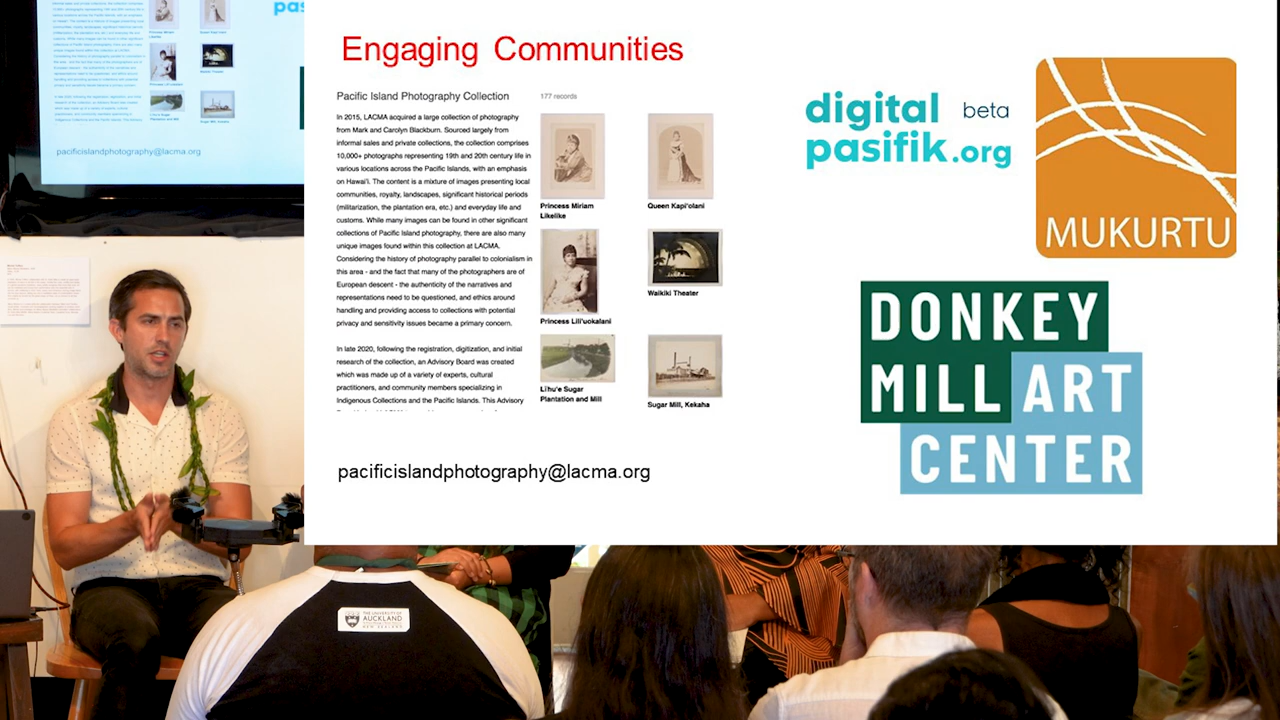 pacificislandphotography@lacma.org
Engaging Communities
Pacific Island Photography Collection
177 records
In 2015, LACMA acquired a large collection of photography
from Mark and Carolyn Blackburn. Sourced largely from
informal sales and private collections, the collection comprises
10,000+ photographs representing 19th and 20th century life in
various locations across the Pacific Islands, with an emphasis
on Hawai'i. The content is a mixture of images presenting local
communities, royalty, landscapes, significant historical periods
(militarization, the plantation era, etc.) and everyday life and
customs. While many images can be found in other significant
collections of Pacific Island photography, there are also many
unique images found within this collection at LACMA.
Considering the history of photography parallel to colonialism in
this area - and the fact that many of the photographers are of
European descent - the authenticity of the narratives and
representations need to be questioned, and ethics around
handling and providing access to collections with potential
privacy and sensitivity issues became a primary concern.
In late 2020, following the registration, digitization, and initial
research of the collection, an Advisory Board was created
which was made up of a variety of experts, cultural
practitioners, and community members specializing in
Indigenous Collections and the Pacific Islands. This Advisory
Princess Miriam
Likelike
Queen Kapi'olani
Princess Lili'uokalani
Waikiki Theater
Līhu'e Sugar
Plantation and Mill
Sugar Mill, Kekaha
pacificislandphotography@lacma.org
digital beta
pasifik.org
MUKURTU
DONKEY
MILL ART
CENTER
THE UNIVERSITY OF
AUCKLAND
NEW ZEALAND